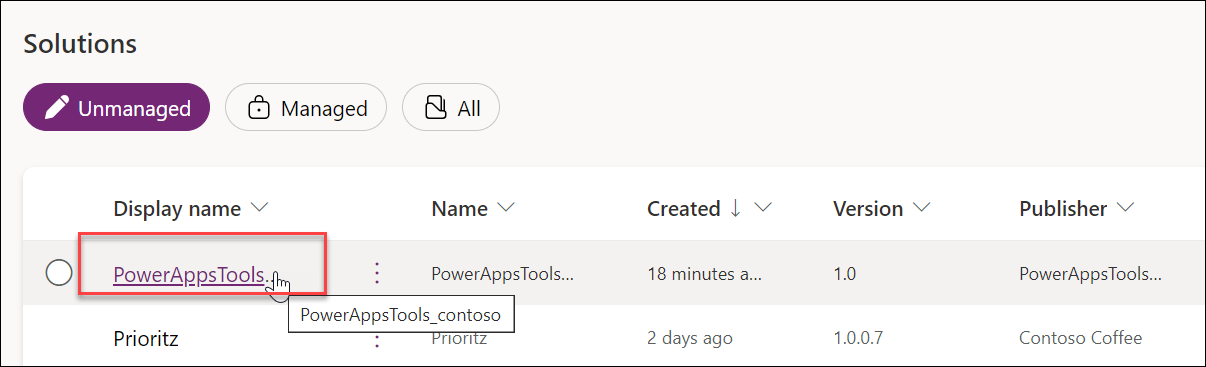 Solutions
Unmanaged Managed All
Display name Name Created Version Publisher
PowerAppsTools... PowerAppsTools... 18 minutes a... 1.0 PowerAppsTools...
PowerAppsTools_contoso
Prioritz Prioritz 2 days ago 1.0.0.7 Contoso Coffee